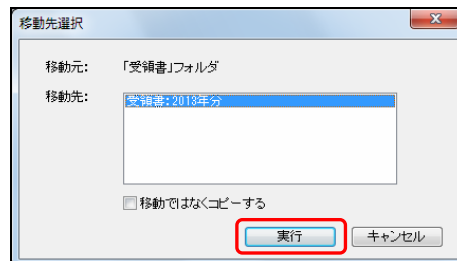 移動先選択
移動元: 「受領書」フォルダ
移動先: 受領書:2013年分
移動ではなくコピーする
実行 キャンセル